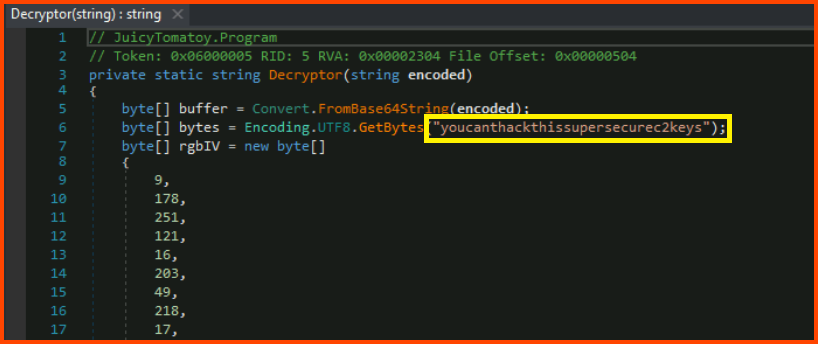 Decryptor(string) : string ×
1 // JuicyTomatoy.Program
2 // Token: 0x06000005 RID: 5 RVA: 0x00002304 File Offset: 0x00000504
3 private static string Decryptor(string encoded)
4 {
5 byte[] buffer = Convert.FromBase64String(encoded);
6 byte[] bytes = Encoding.UTF8.GetBytes("youcanthackthissupersecurec2keys");
7 byte[] rgbIV = new byte[]
8 {
9 9,
10 178,
11 251,
12 121,
13 16,
14 203,
15 49,
16 218,
17 17,